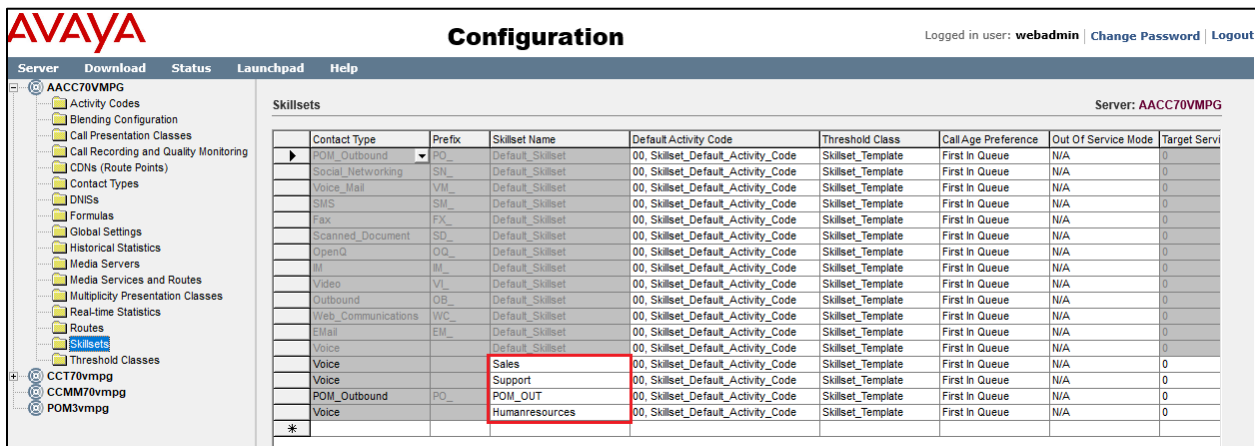 AVAYA
Configuration
Logged in user: webadmin | Change Password | Logout
Server Download Status Launchpad Help
AACC70VMPG
Activity Codes
Blending Configuration
Call Presentation Classes
Call Recording and Quality Monitoring
CDNs (Route Points)
Contact Types
DNISs
Formulas
Global Settings
Historical Statistics
Media Servers
Media Services and Routes
Multiplicity Presentation Classes
Real-time Statistics
Routes
Skillsets
Threshold Classes
CCT70vmpg
CCMM70vmpg
POM3vmpg
Skillsets Server: AACC70VMPG
Contact Type Prefix Skillset Name Default Activity Code Threshold Class Call Age Preference Out Of Service Mode Target Servi
POM_Outbound PO_ Default_Skillset 00, Skillset_Default_Activity_Code Skillset_Template First In Queue N/A 0
Social_Networking SN_ Default_Skillset 00, Skillset_Default_Activity_Code Skillset_Template First In Queue N/A 0
Voice_Mail VM_ Default_Skillset 00, Skillset_Default_Activity_Code Skillset_Template First In Queue N/A 0
SMS SM_ Default_Skillset 00, Skillset_Default_Activity_Code Skillset_Template First In Queue N/A 0
Fax FX_ Default_Skillset 00, Skillset_Default_Activity_Code Skillset_Template First In Queue N/A 0
Scanned_Document SD_ Default_Skillset 00, Skillset_Default_Activity_Code Skillset_Template First In Queue N/A 0
OpenQ OQ_ Default_Skillset 00, Skillset_Default_Activity_Code Skillset_Template First In Queue N/A 0
IM IM_ Default_Skillset 00, Skillset_Default_Activity_Code Skillset_Template First In Queue N/A 0
Video VI_ Default_Skillset 00, Skillset_Default_Activity_Code Skillset_Template First In Queue N/A 0
Outbound OB_ Default_Skillset 00, Skillset_Default_Activity_Code Skillset_Template First In Queue N/A 0
Web_Communications WC_ Default_Skillset 00, Skillset_Default_Activity_Code Skillset_Template First In Queue N/A 0
EMail EM_ Default_Skillset 00, Skillset_Default_Activity_Code Skillset_Template First In Queue N/A 0
Voice Default_Skillset 00, Skillset_Default_Activity_Code Skillset_Template First In Queue N/A 0
Voice Sales 00, Skillset_Default_Activity_Code Skillset_Template First In Queue N/A 0
Voice Support 00, Skillset_Default_Activity_Code Skillset_Template First In Queue N/A 0
POM_Outbound PO_ POM_OUT 00, Skillset_Default_Activity_Code Skillset_Template First In Queue N/A 0
Voice Humanresources 00, Skillset_Default_Activity_Code Skillset_Template First In Queue N/A 0
*